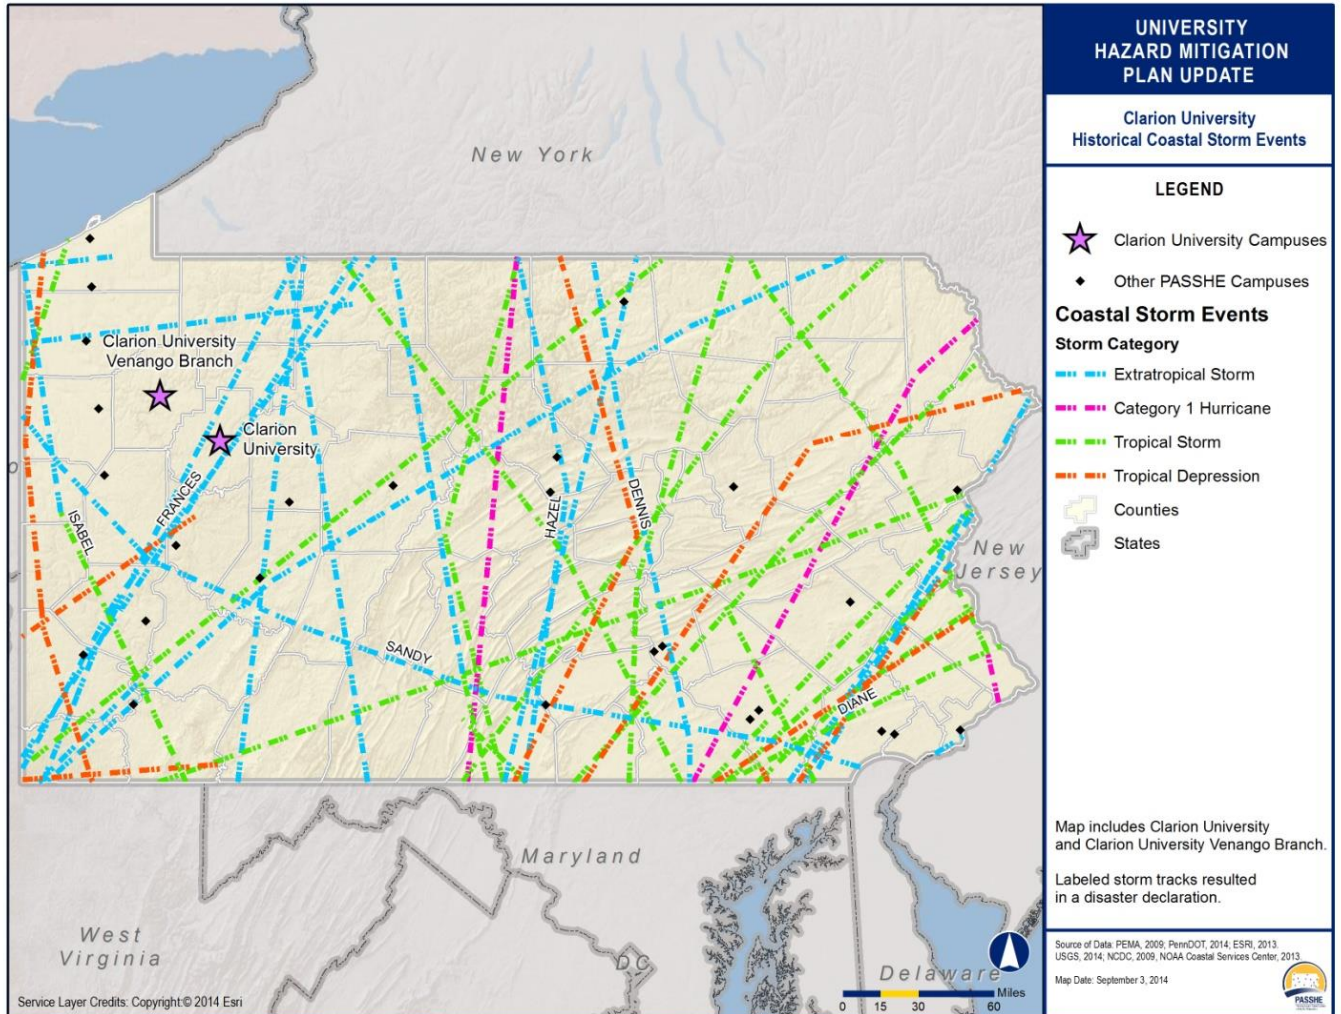 UNIVERSITY
HAZARD MITIGATION
PLAN UPDATE
Clarion University
Historical Coastal Storm Events
LEGEND
Clarion University Campuses
Other PASSHE Campuses
Coastal Storm Events
Storm Category
Extratropical Storm
Category 1 Hurricane
Tropical Storm
Tropical Depression
Counties
States
Map includes Clarion University
and Clarion University Venango Branch.
Labeled storm tracks resulted
in a disaster declaration.
Source of Data: PEMA, 2009; PennDOT, 2014; ESRI, 2013.
USGS, 2014; NCDC, 2009, NOAA Coastal Services Center, 2013.
Map Date: September 3, 2014
PASSHE
New York
Clarion University
Venango Branch
Clarion
University
FRANCES
ISABEL
HAZEL
DENNIS
SANDY
DIANE
New
Jersey
Maryland
West
Virginia
DC
Delaware
Miles
0 15 30 60
Service Layer Credits: Copyright:© 2014 Esri